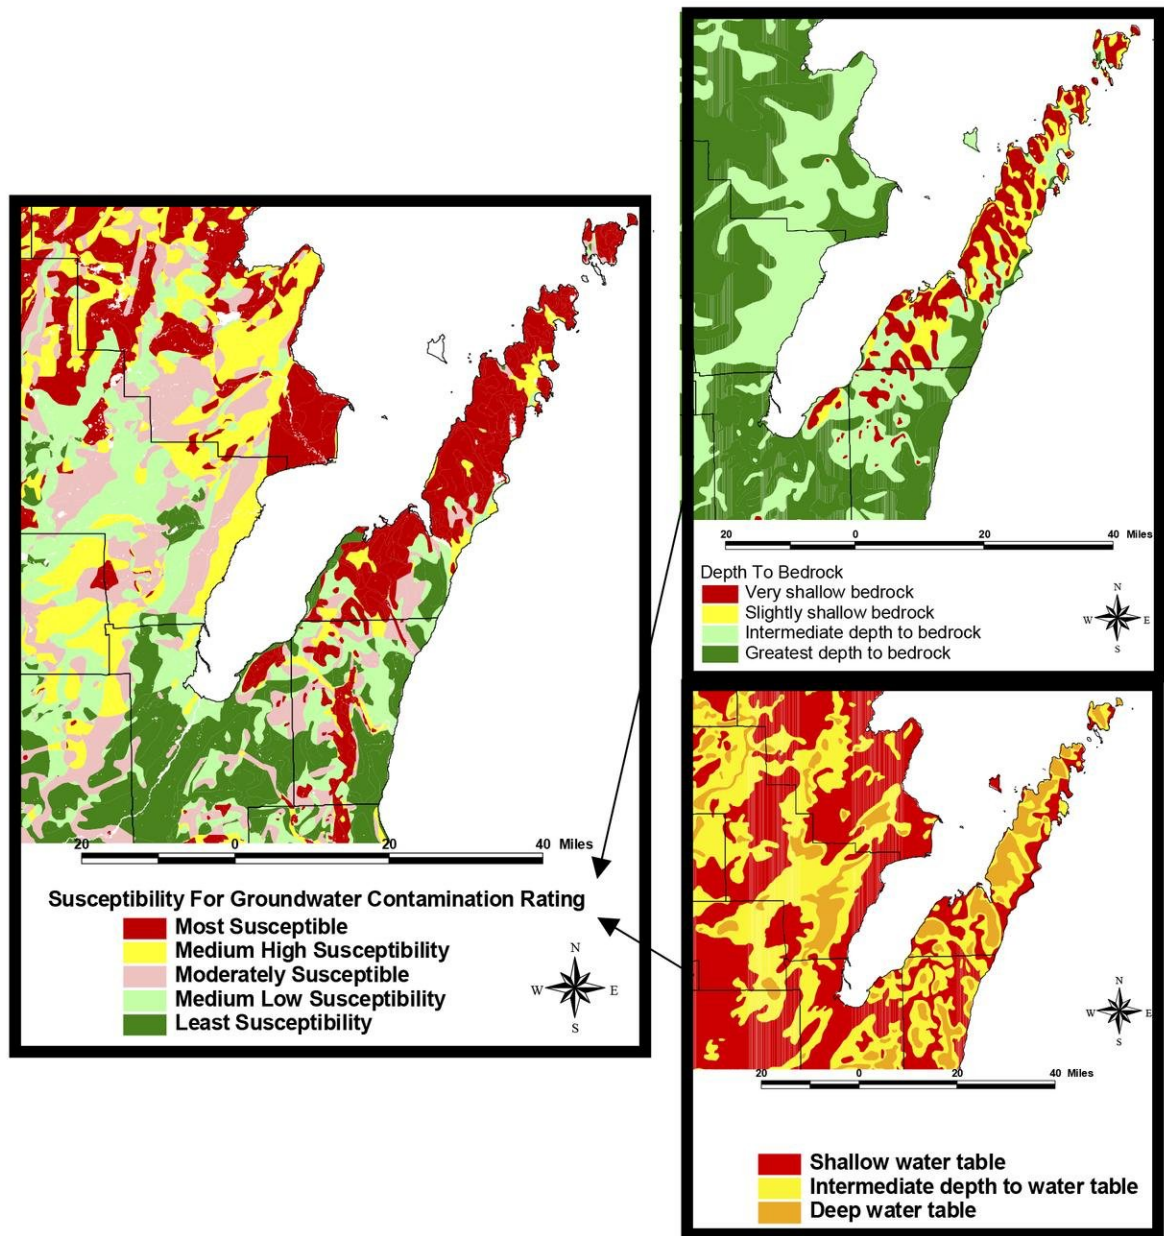 20 0 20 40 Miles
Susceptibility For Groundwater Contamination Rating
Most Susceptible
Medium High Susceptibility
Moderately Susceptible
Medium Low Susceptibility
Least Susceptibility
N
W E
S
20 0 20 40 Miles
Depth To Bedrock
Very shallow bedrock
Slightly shallow bedrock
Intermediate depth to bedrock
Greatest depth to bedrock
N
W E
S
N
W E
S
20 0 20 40 Miles
Shallow water table
Intermediate depth to water table
Deep water table